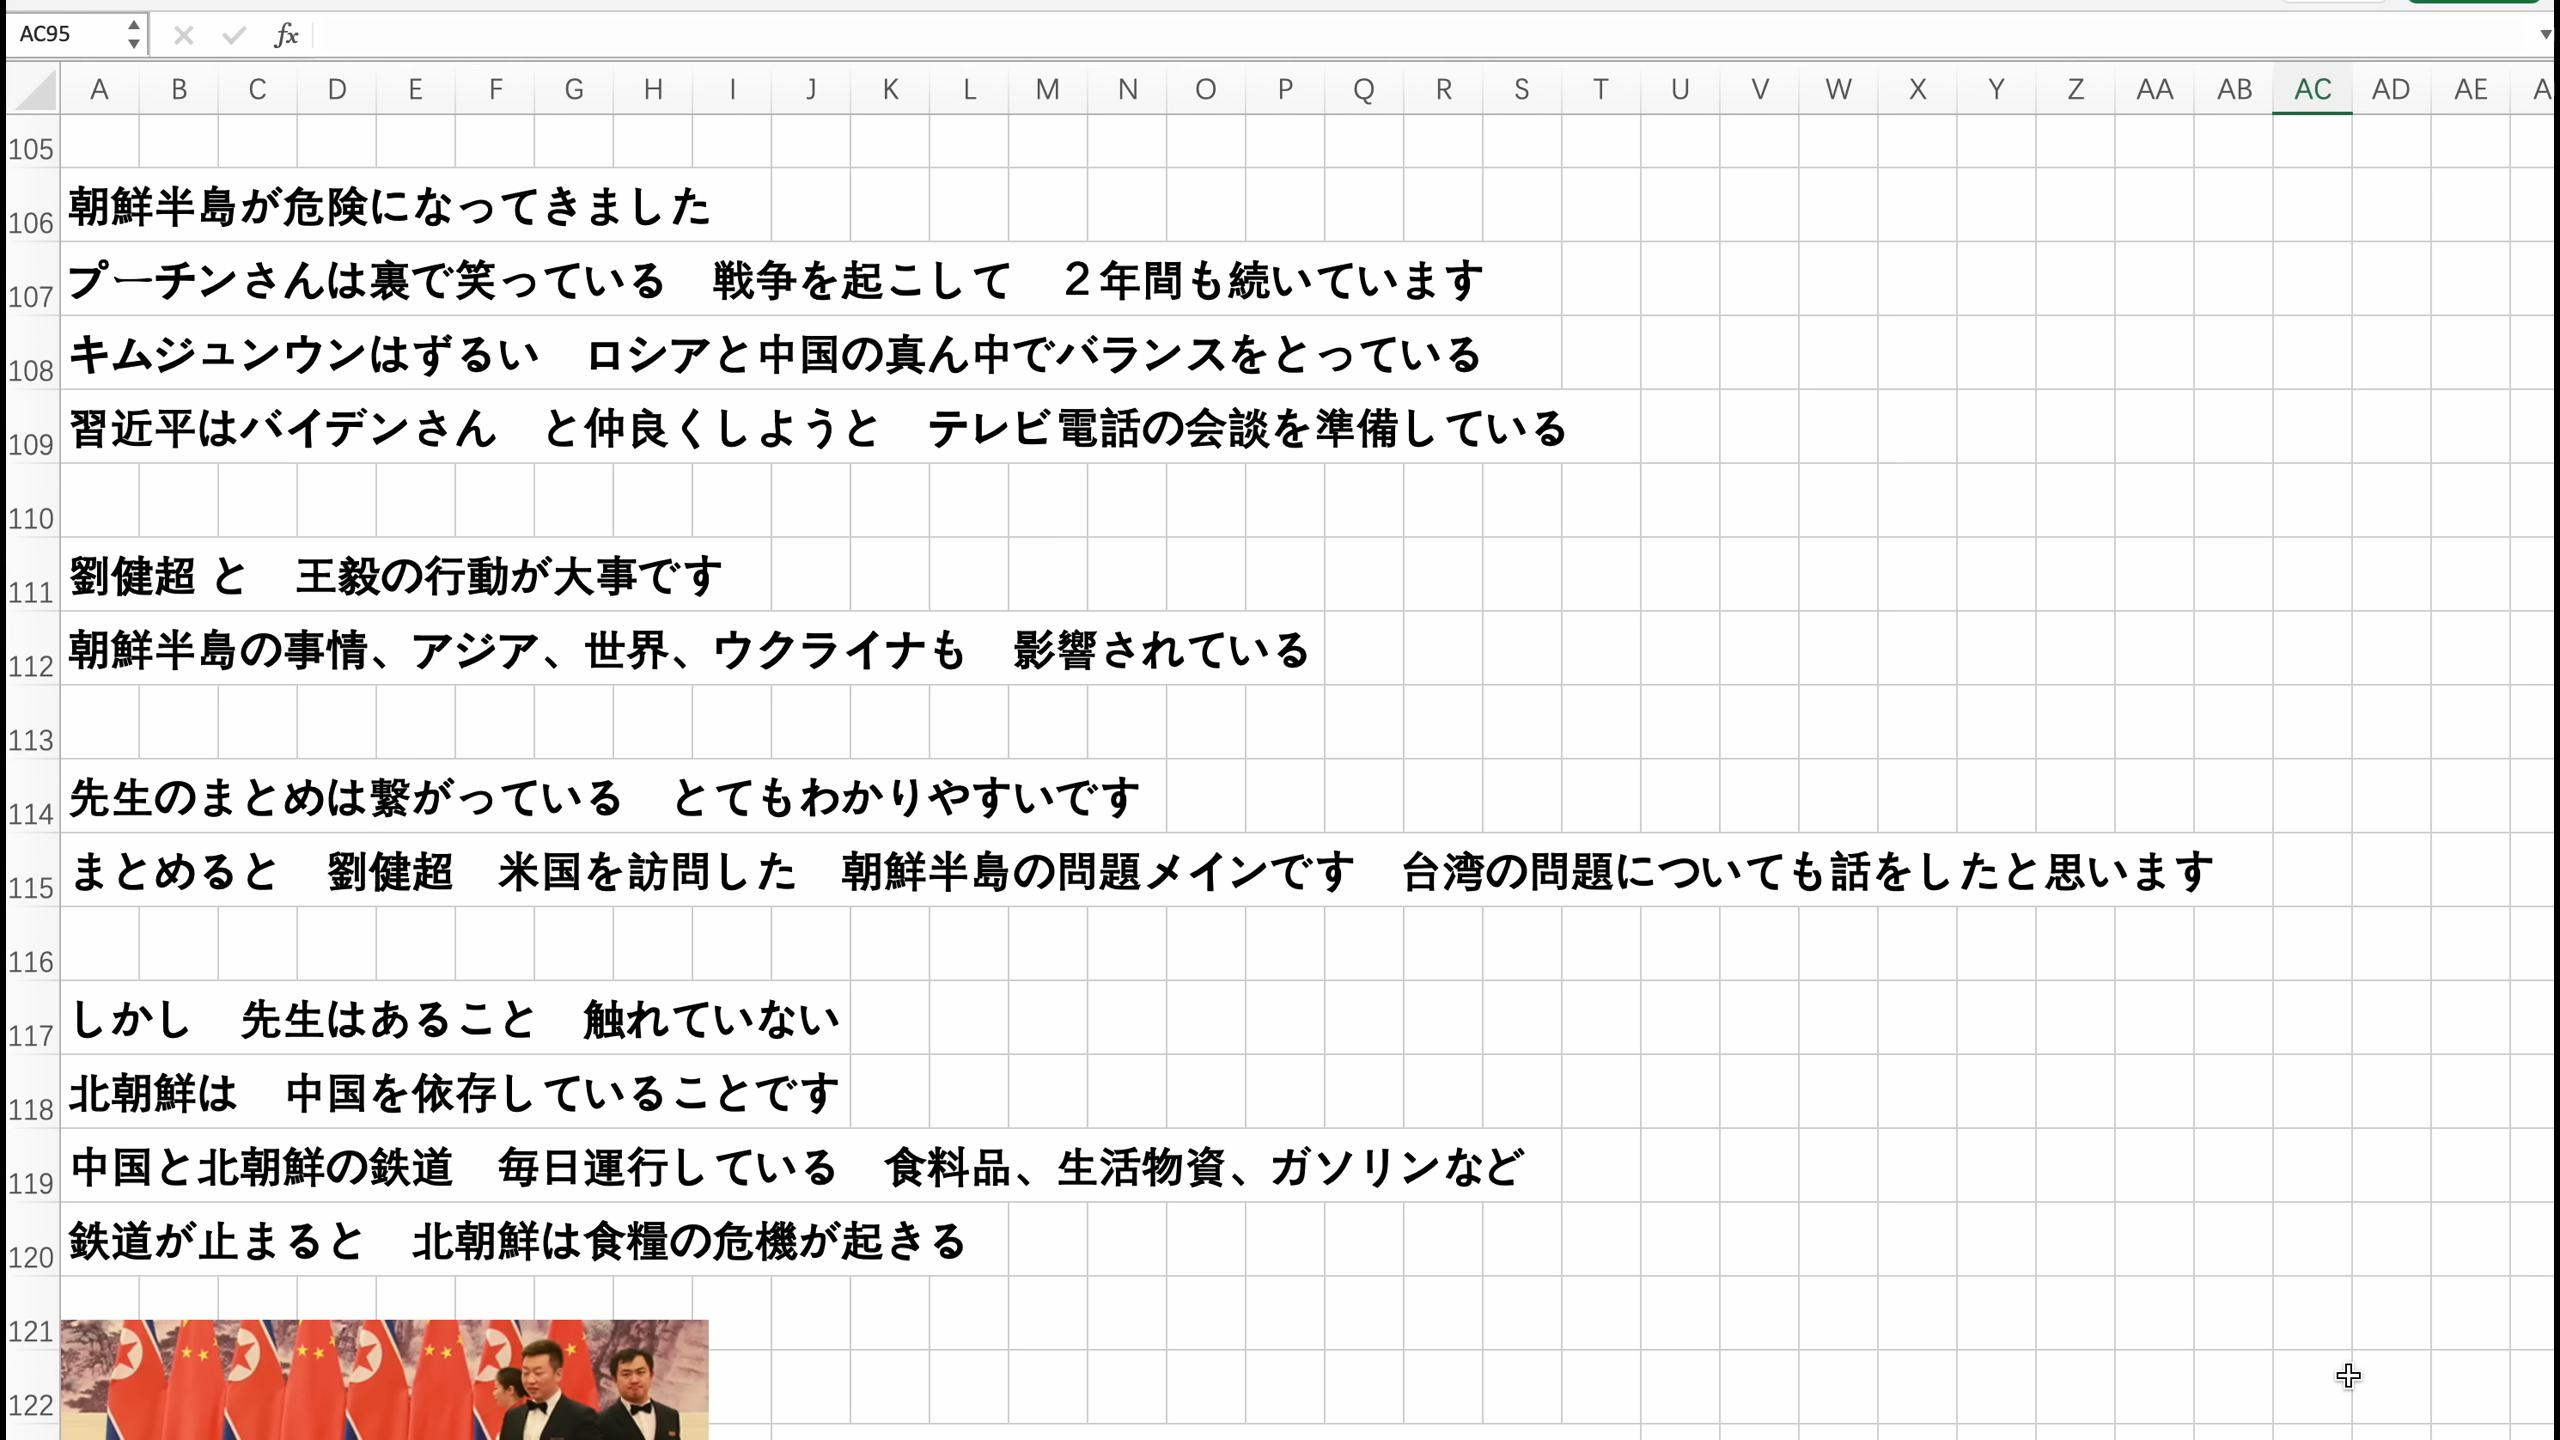 AC95
fx
A B C D E F G H I J K L M N O P Q R S T U V W X Y Z AA AB AC AD AE A
105
106 朝鮮半島が危険になってきました
107 プーチンさんは裏で笑っている　戦争を起こして　２年間も続いています
108 キムジュンウンはずるい　ロシアと中国の真ん中でバランスをとっている
109 習近平はバイデンさん　と仲良くしようと　テレビ電話の会談を準備している
110
111 劉健超 と　王毅の行動が大事です
112 朝鮮半島の事情、アジア、世界、ウクライナも　影響されている
113
114 先生のまとめは繋がっている　とてもわかりやすいです
115 まとめると　劉健超　米国を訪問した　朝鮮半島の問題メインです　台湾の問題についても話をしたと思います
116
117 しかし　先生はあること　触れていない
118 北朝鮮は　中国を依存していることです
119 中国と北朝鮮の鉄道　毎日運行している　食料品、生活物資、ガソリンなど
120 鉄道が止まると　北朝鮮は食糧の危機が起きる
121
122